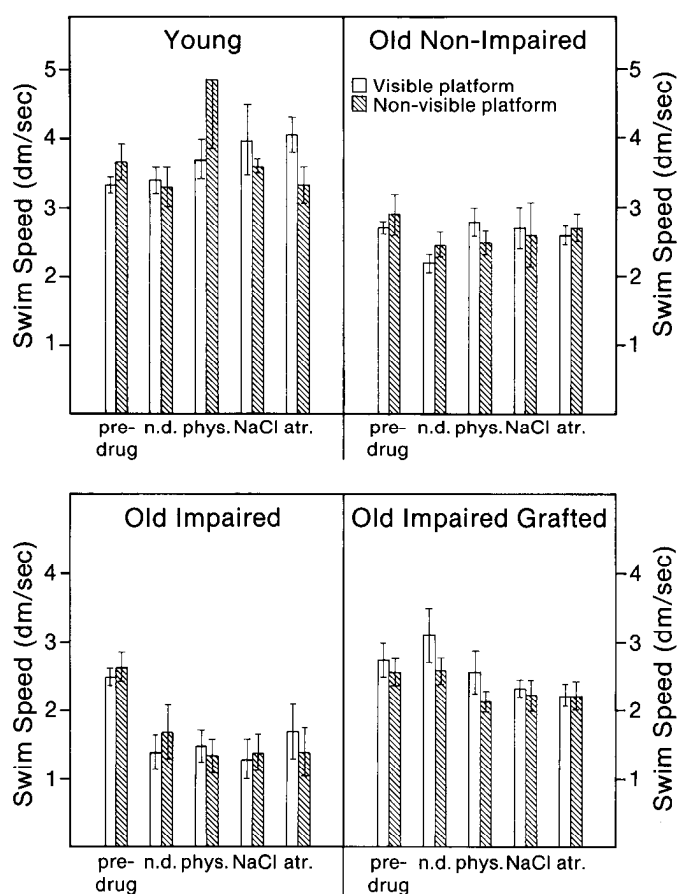 Young
Old Non-Impaired
Visible platform
Non-visible platform
Swim Speed (dm/sec)
5
4
3
2
1
5
4
3
2
1
Swim Speed (dm/sec)
pre- n.d. phys. NaCl atr.
drug
pre- n.d. phys. NaCl atr.
drug
Old Impaired
Old Impaired Grafted
Swim Speed (dm/sec)
4
3
2
1
4
3
2
1
Swim Speed (dm/sec)
pre- n.d. phys. NaCl atr.
drug
pre- n.d. phys. NaCl atr.
drug